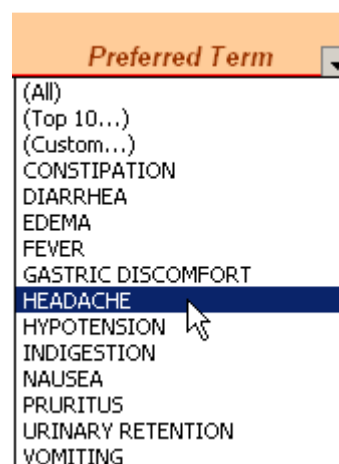 Preferred Term
(All)
(Top 10...)
(Custom...)
CONSTIPATION
DIARRHEA
EDEMA
FEVER
GASTRIC DISCOMFORT
HEADACHE
HYPOTENSION
INDIGESTION
NAUSEA
PRURITUS
URINARY RETENTION
VOMITING